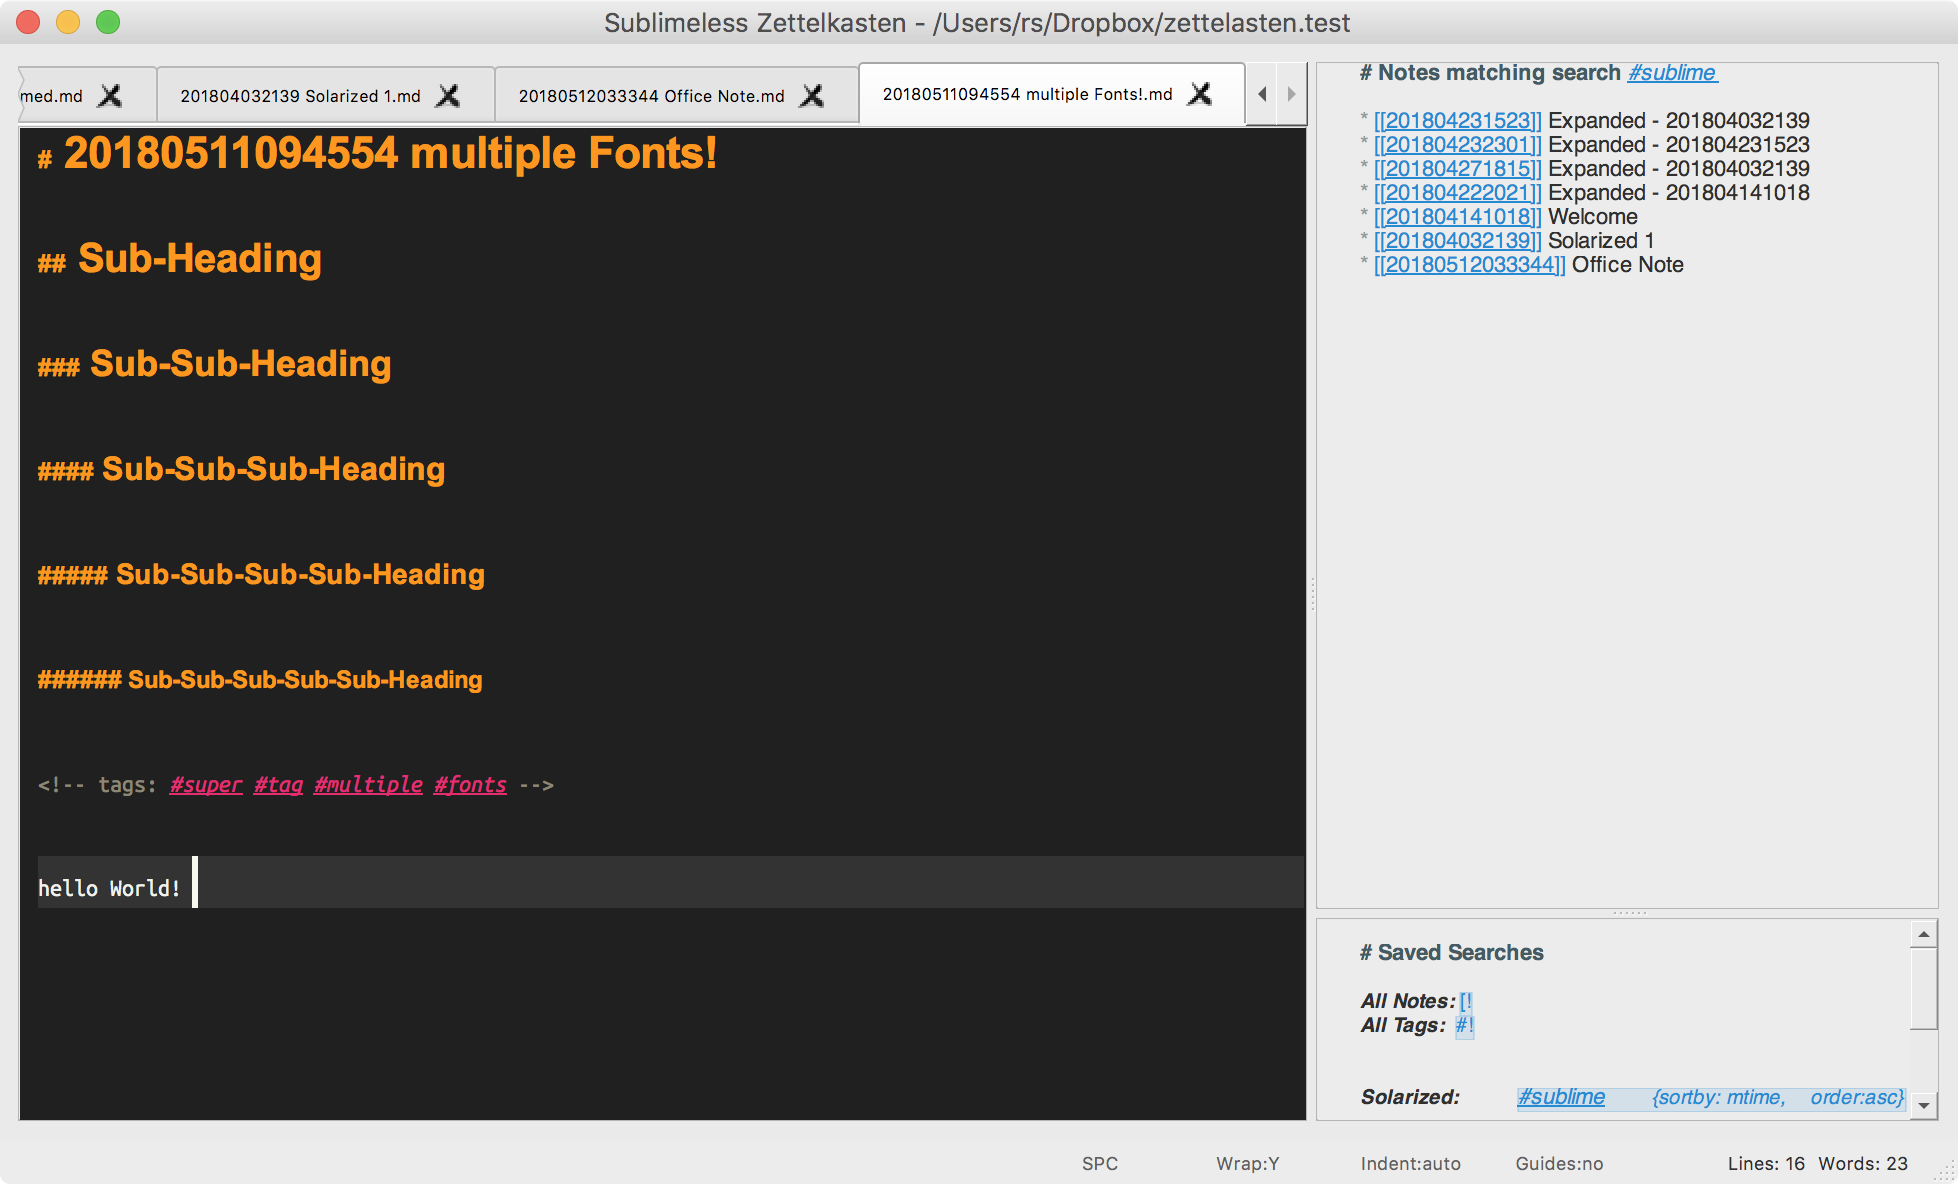 Sublimeless Zettelkasten - /Users/rs/Dropbox/zettelasten.test
med.md
201804032139 Solarized 1.md
20180512033344 Office Note.md
20180511094554 multiple Fonts!.md
# 20180511094554 multiple Fonts!
## Sub-Heading
### Sub-Sub-Heading
#### Sub-Sub-Sub-Heading
##### Sub-Sub-Sub-Sub-Heading
###### Sub-Sub-Sub-Sub-Sub-Heading
<!-- tags: #super #tag #multiple #fonts -->
hello World!
# Notes matching search #sublime
* [[201804231523]] Expanded - 201804032139
* [[201804232301]] Expanded - 201804231523
* [[201804271815]] Expanded - 201804032139
* [[201804222021]] Expanded - 201804141018
* [[201804141018]] Welcome
* [[201804032139]] Solarized 1
* [[20180512033344]] Office Note
# Saved Searches
All Notes: [!
All Tags: #!
Solarized: #sublime {sortby: mtime, order:asc}
SPC Wrap:Y Indent:auto Guides:no Lines: 16 Words: 23